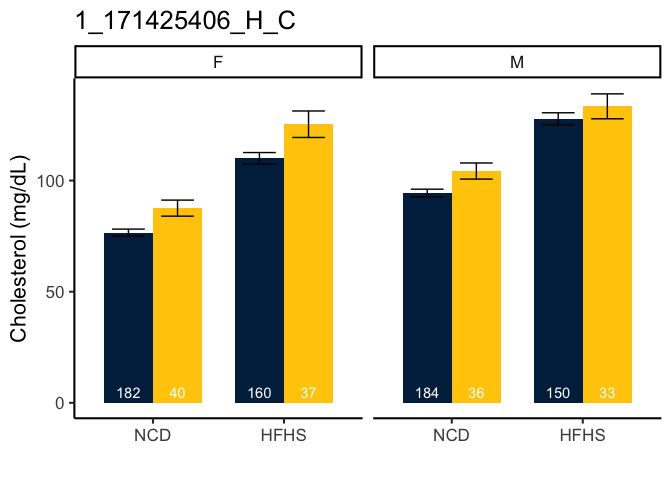 1_171425406_H_C
F M
Cholesterol (mg/dL)
100
50
0
182 40 160 37 184 36 150 33
NCD HFHS NCD HFHS